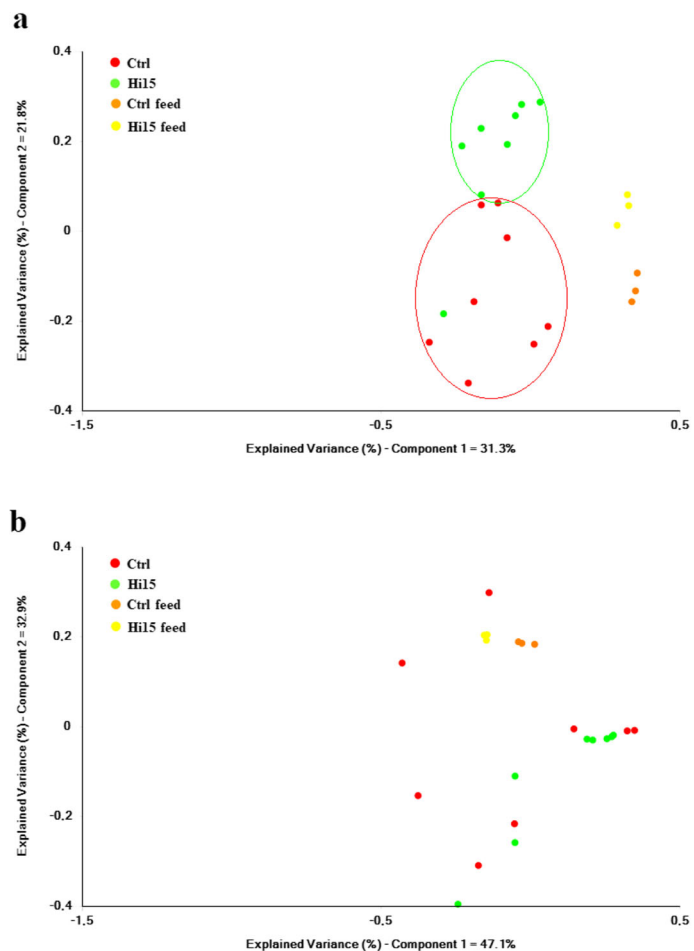 a
0,4
0,2
0
-0,2
-0,4
Explained Variance (%) - Component 2 = 21.8%
Ctrl
Hi15
Ctrl feed
Hi15 feed
-1,5
-0,5
0,5
Explained Variance (%) - Component 1 = 31.3%
b
0,4
0,2
0
-0,2
-0,4
Explained Variance (%) - Component 2 = 32.9%
Ctrl
Hi15
Ctrl feed
Hi15 feed
-1,5
-0,5
0,5
Explained Variance (%) - Component 1 = 47.1%